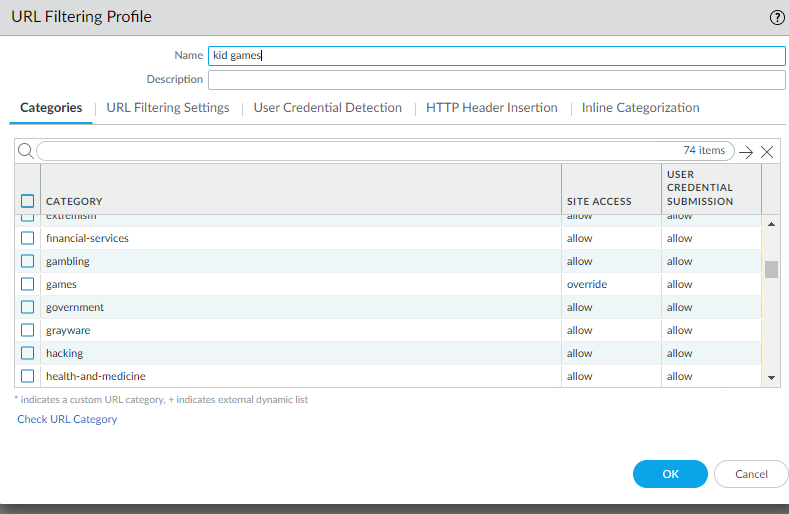 URL Filtering Profile
Name kid games
Description
Categories URL Filtering Settings User Credential Detection HTTP Header Insertion Inline Categorization
74 items
CATEGORY SITE ACCESS USER CREDENTIAL SUBMISSION
extremism allow allow
financial-services allow allow
gambling allow allow
games override allow
government allow allow
grayware allow allow
hacking allow allow
health-and-medicine allow allow
* indicates a custom URL category, + indicates external dynamic list
Check URL Category
OK Cancel